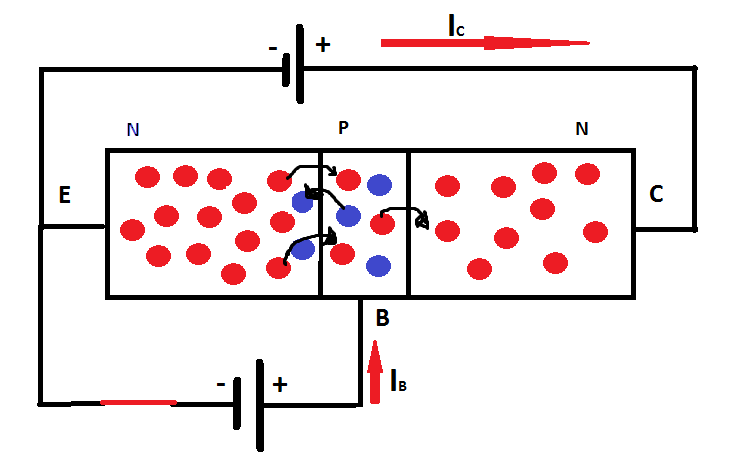 - + IC
N P N
E C
B
- + IB